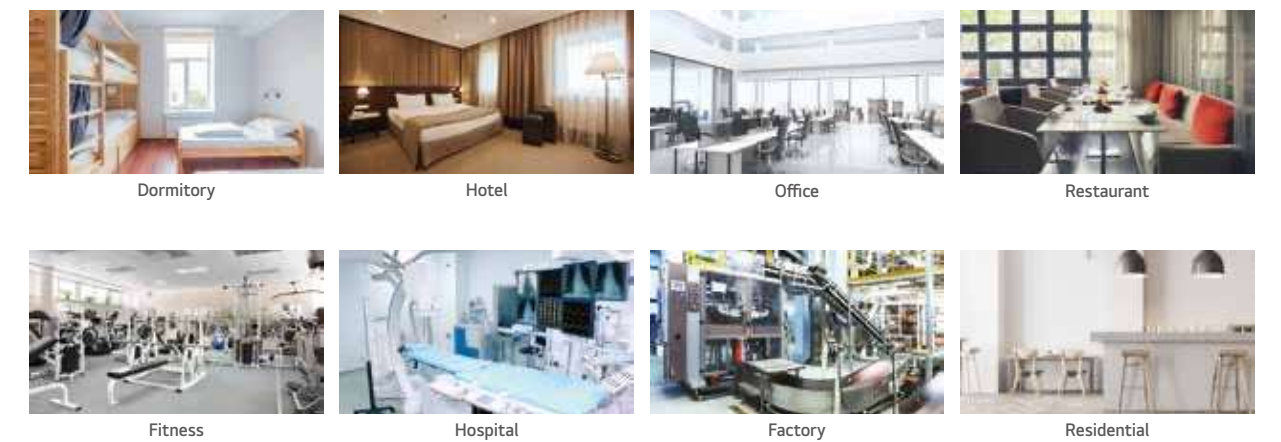 Dormitory
Hotel
Office
Restaurant
Fitness
Hospital
Factory
Residential